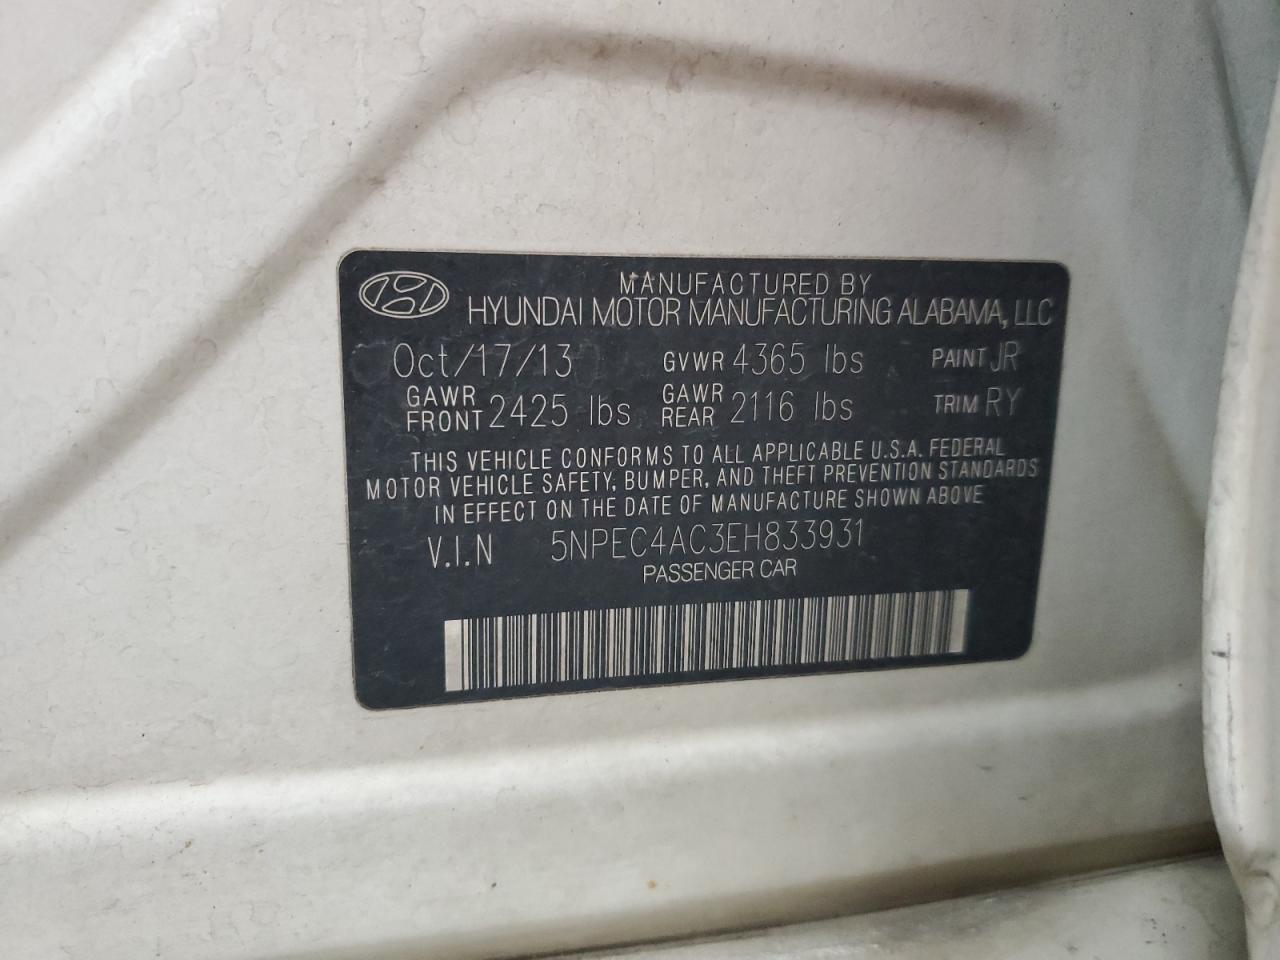 MANUFACTURED BY
HYUNDAI MOTOR MANUFACTURING ALABAMA, LLC
Oct/17/13 GVWR 4365 lbs PAINT JR
GAWR FRONT 2425 lbs GAWR REAR 2116 lbs TRIM RY
THIS VEHICLE CONFORMS TO ALL APPLICABLE U.S.A. FEDERAL
MOTOR VEHICLE SAFETY, BUMPER, AND THEFT PREVENTION STANDARDS
IN EFFECT ON THE DATE OF MANUFACTURE SHOWN ABOVE
V.I.N 5NPEC4AC3EH833931
PASSENGER CAR